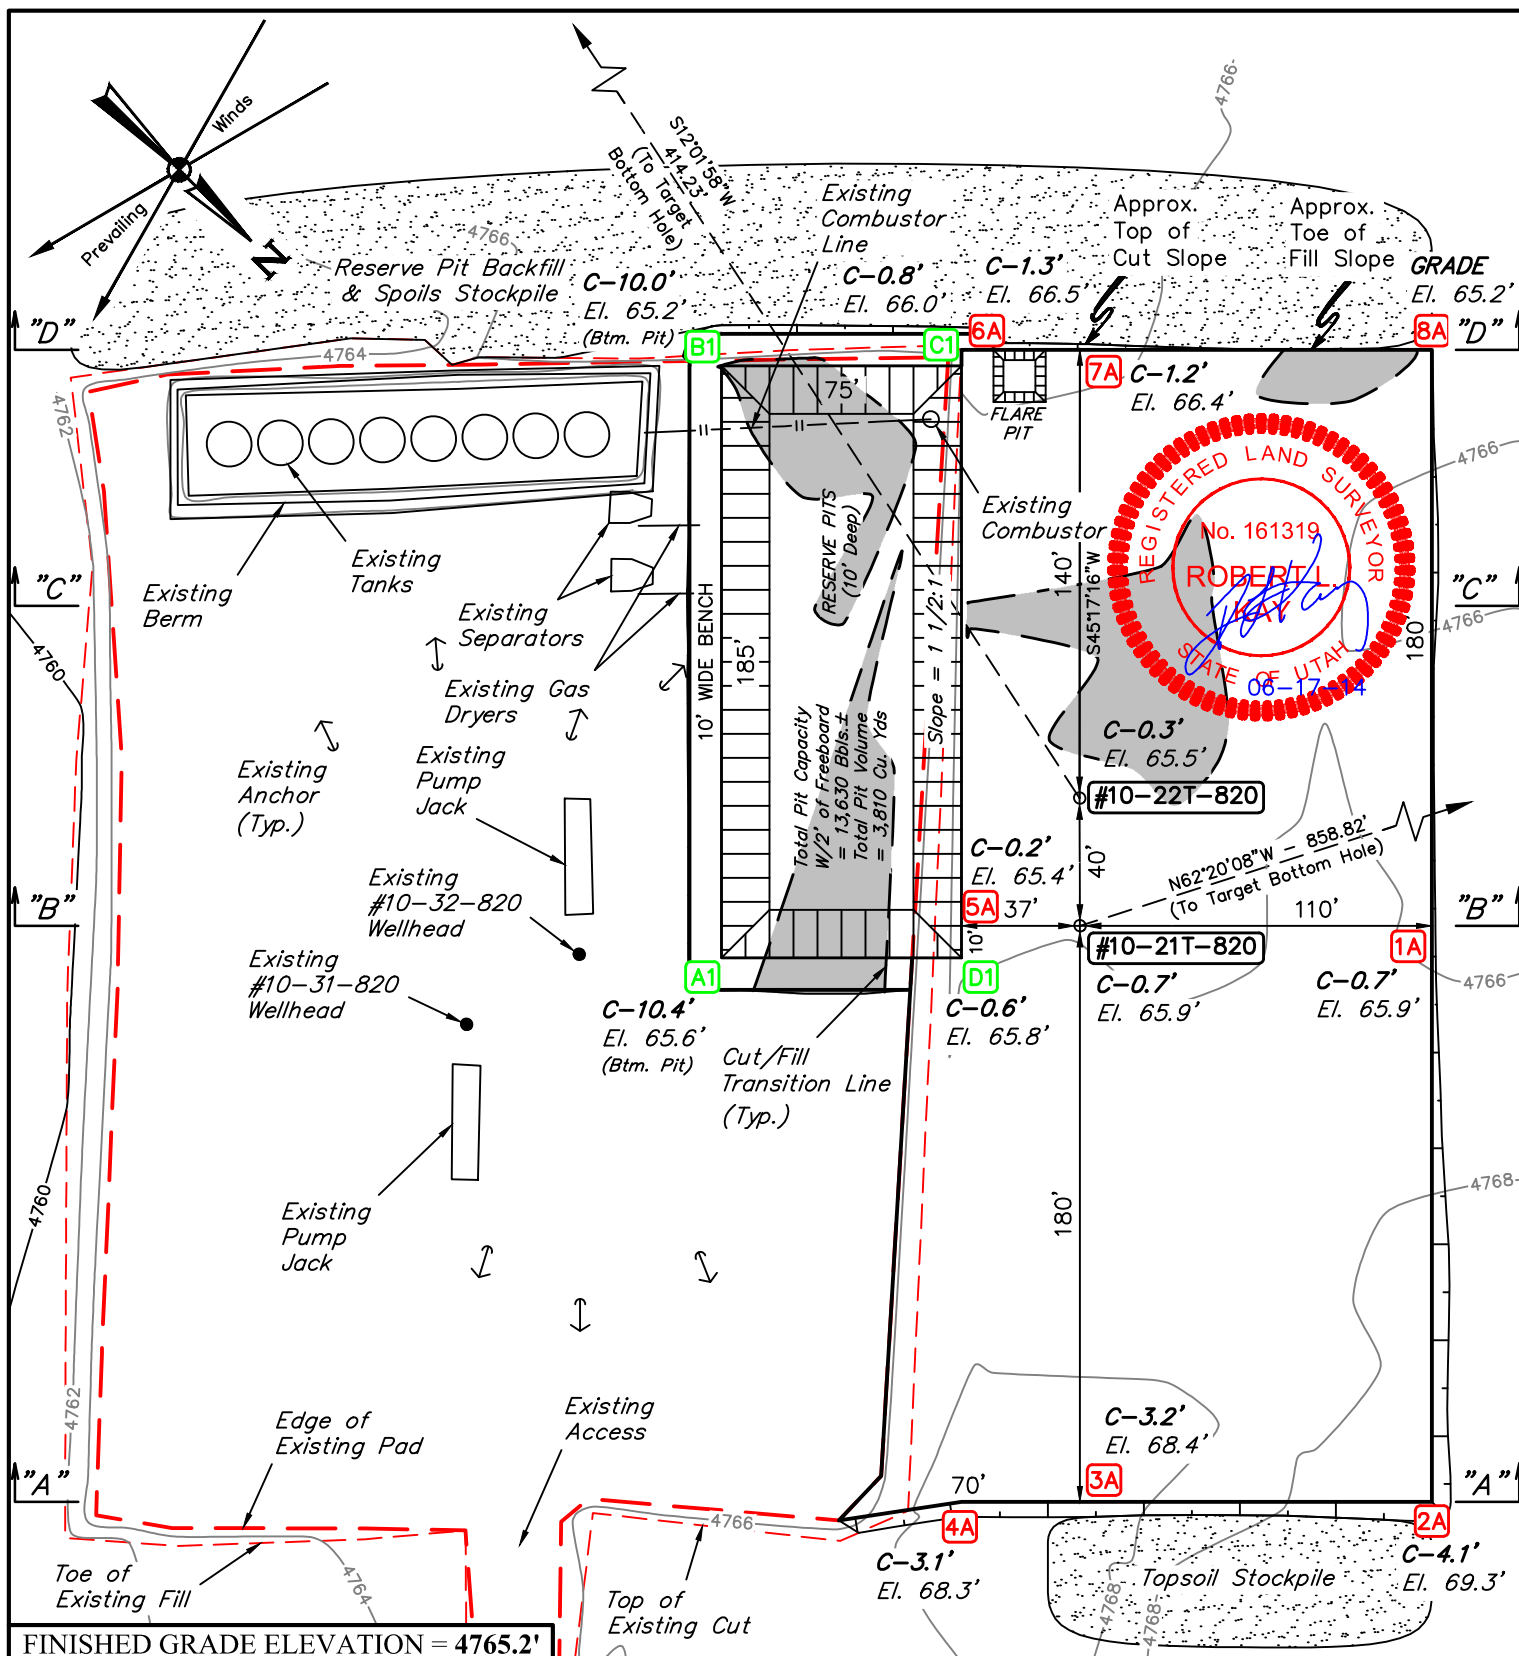 4766
Winds
Prevailing
N
S12°01'58"W
414.23'
(To Target
Bottom Hole)
Existing
Combustor
Line
Approx.
Top of
Cut Slope
Approx.
Toe of
Fill Slope
4766
Reserve Pit Backfill
& Spoils Stockpile
C-10.0'
El. 65.2'
(Btm. Pit)
C-0.8'
El. 66.0'
C-1.3'
El. 66.5'
GRADE
El. 65.2'
"D"
B1
C1
6A
8A
"D"
4764
7A
C-1.2'
El. 66.4'
75'
FLARE
PIT
4762
4766
REGISTERED LAND SURVEYOR
No. 161319
ROBERT L.
KAY
STATE OF UTAH
06-17-14
Existing
Combustor
RESERVE PITS
(10' Deep)
Existing
Tanks
Existing
Berm
"C"
"C"
Existing
Separators
140'
S45°17'16"W
180'
4766
4760
10' WIDE BENCH
185'
Slope = 1 1/2:1
Existing Gas
Dryers
Total Pit Capacity
W/2' of Freeboard
= 13,630 Bbls.±
Total Pit Volume
= 3,810 Cu. Yds
C-0.3'
El. 65.5'
#10-22T-820
Existing
Anchor
(Typ.)
Existing
Pump
Jack
C-0.2'
El. 65.4'
40'
N62°20'08"W - 858.82'
(To Target Bottom Hole)
Existing
#10-32-820
Wellhead
"B"
5A
37'
110'
"B"
10'
#10-21T-820
1A
Existing
#10-31-820
Wellhead
A1
D1
4766
C-10.4'
El. 65.6'
(Btm. Pit)
C-0.6'
El. 65.8'
C-0.7'
El. 65.9'
C-0.7'
El. 65.9'
Cut/Fill
Transition Line
(Typ.)
4760
180'
4768
Existing
Pump
Jack
4762
Edge of
Existing Pad
Existing
Access
C-3.2'
El. 68.4'
"A"
3A
70'
"A"
4766
4A
2A
C-3.1'
El. 68.3'
C-4.1'
El. 69.3'
Toe of
Existing Fill
4764
Top of
Existing Cut
Topsoil Stockpile
4768
4768
FINISHED GRADE ELEVATION = 4765.2'